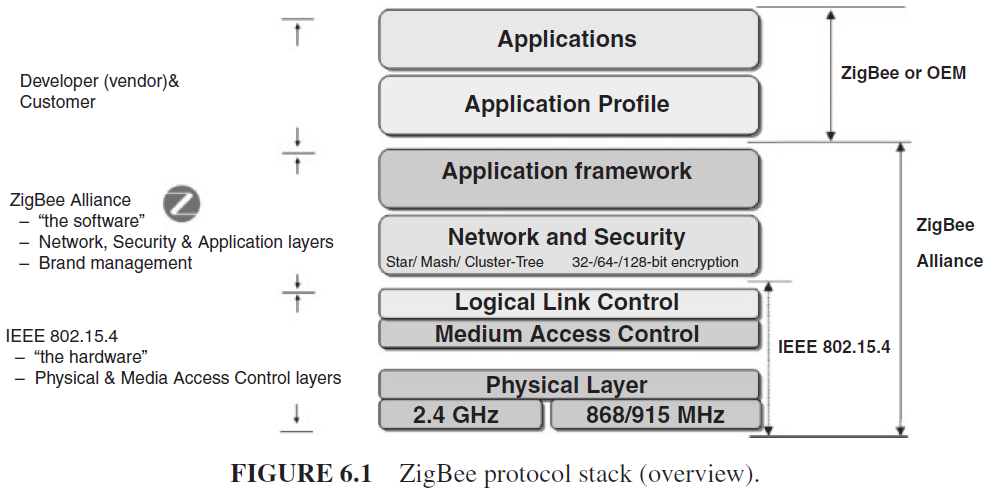 Applications
Application Profile
Developer (vendor)&
Customer
ZigBee or OEM
Application framework
Network and Security
Star/ Mash/ Cluster-Tree 32-/64-/128-bit encryption
ZigBee Alliance
– “the software”
– Network, Security & Application layers
– Brand management
ZigBee
Alliance
Logical Link Control
Medium Access Control
Physical Layer
2.4 GHz
868/915 MHz
IEEE 802.15.4
– “the hardware”
– Physical & Media Access Control layers
IEEE 802.15.4
FIGURE 6.1 ZigBee protocol stack (overview).